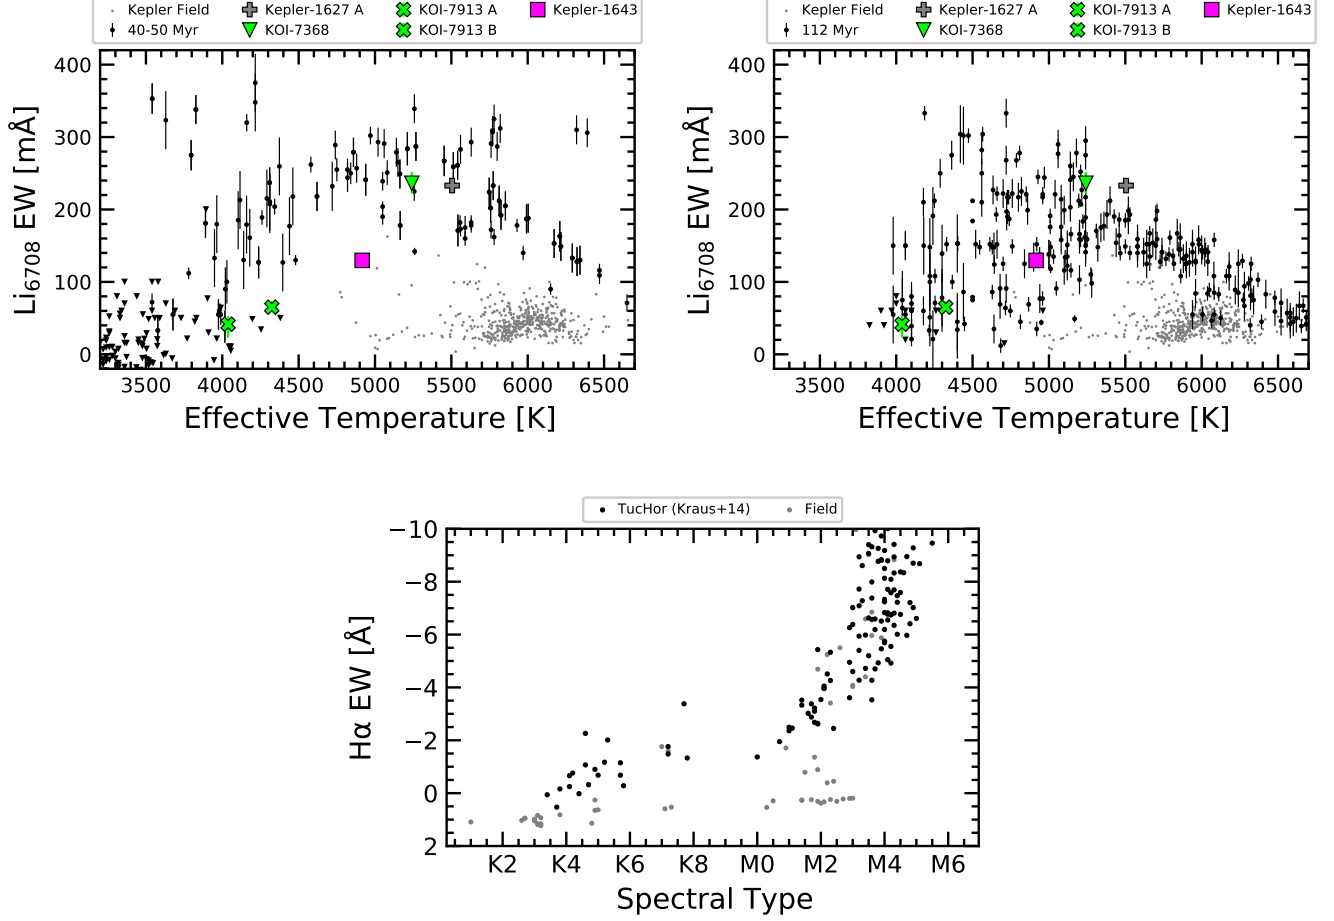 Kepler Field
Kepler-1627 A
KOI-7913 A
Kepler-1643
40-50 Myr
KOI-7368
KOI-7913 B
400
300
200
100
0
Li6708 EW [mÅ]
3500 4000 4500 5000 5500 6000 6500
Effective Temperature [K]
Kepler Field
Kepler-1627 A
KOI-7913 A
Kepler-1643
112 Myr
KOI-7368
KOI-7913 B
400
300
200
100
0
Li6708 EW [mÅ]
3500 4000 4500 5000 5500 6000 6500
Effective Temperature [K]
TucHor (Kraus+14)
Field
−10
−8
−6
−4
−2
0
2
Hα EW [Å]
K2 K4 K6 K8 M0 M2 M4 M6
Spectral Type